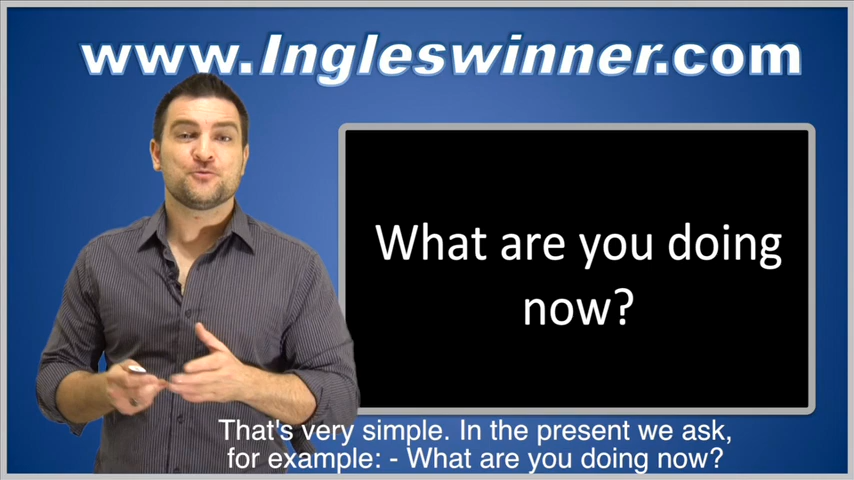 www.Ingleswinner.com
What are you doing
now?
That's very simple. In the present we ask,
for example: - What are you doing now?